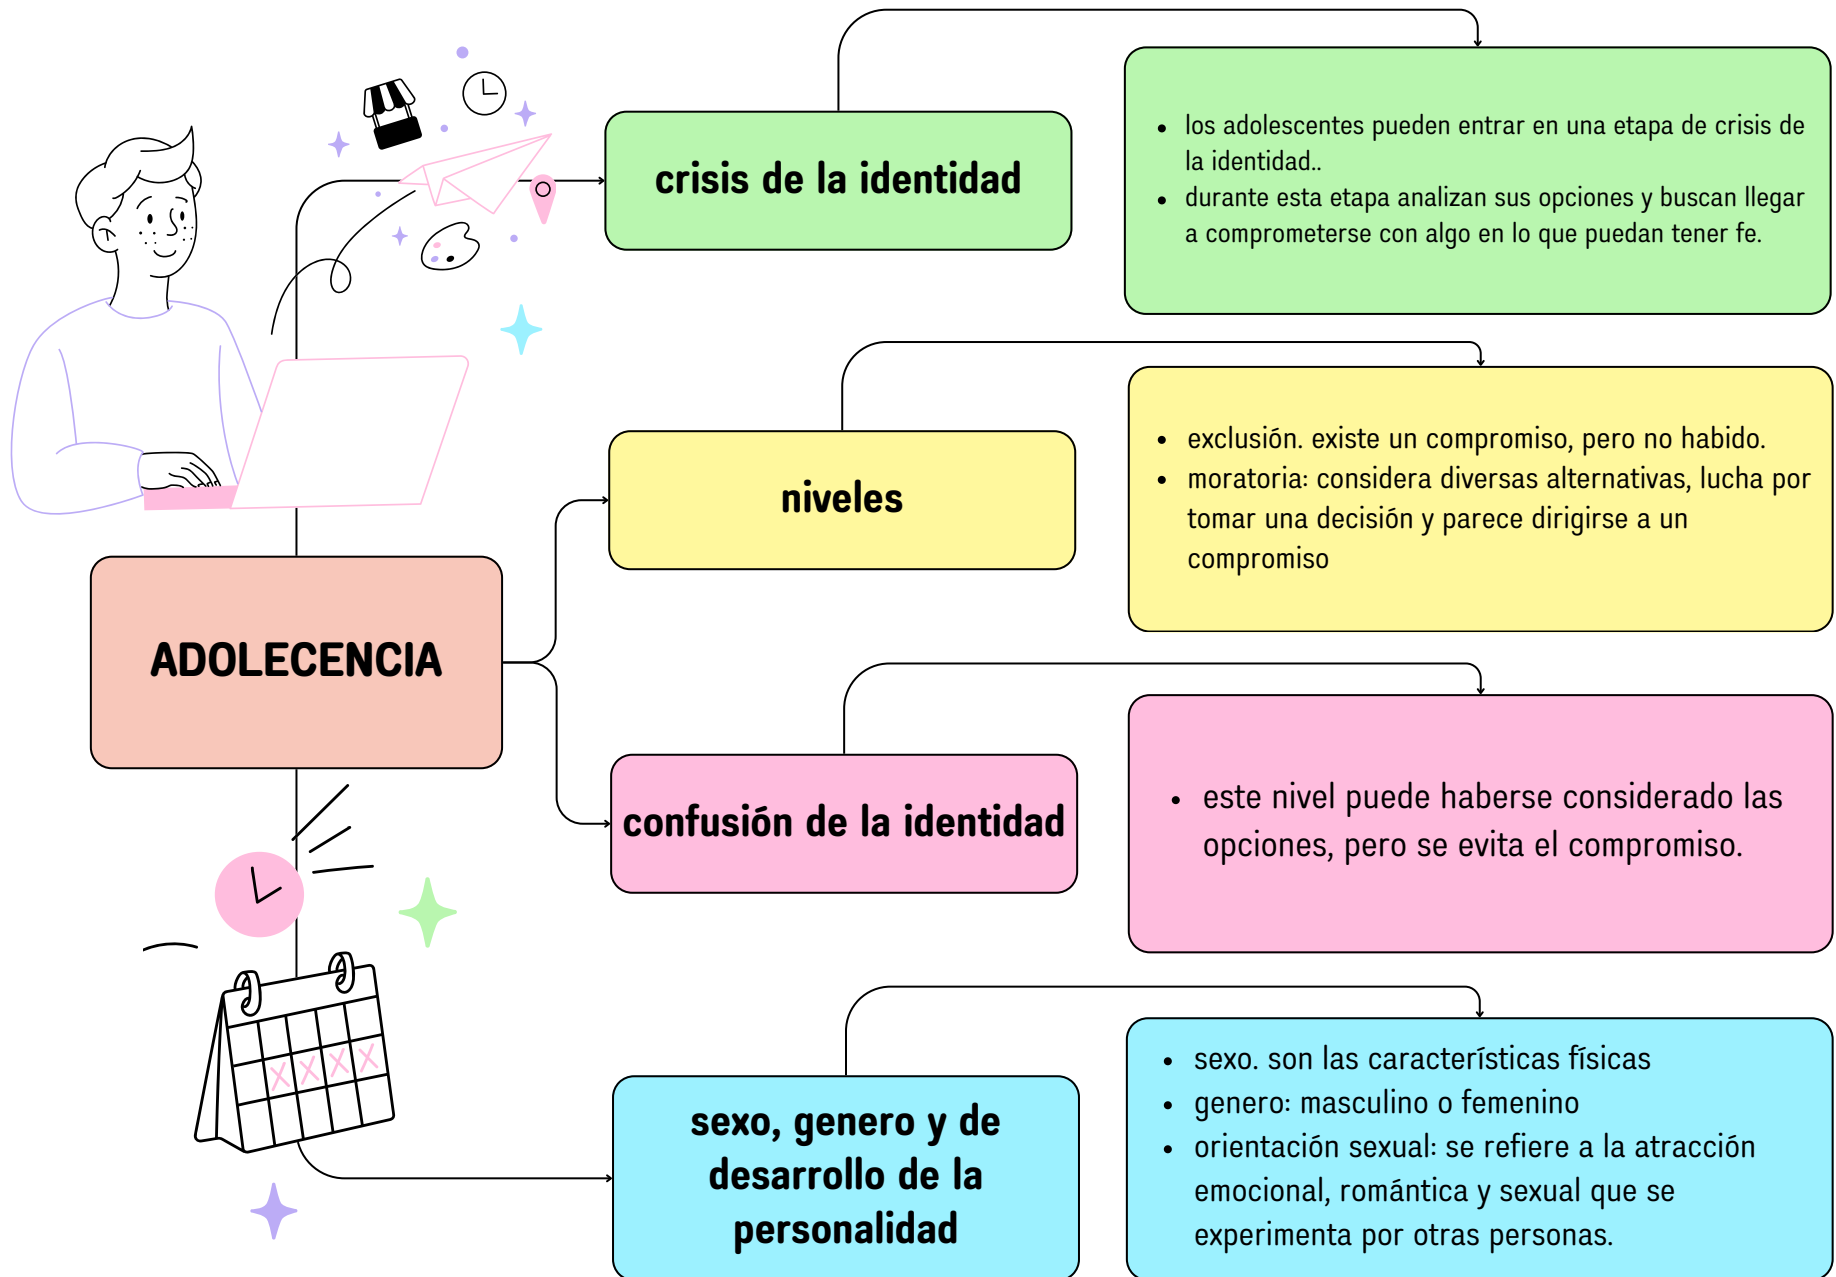 crisis de la identidad
• los adolescentes pueden entrar en una etapa de crisis de
la identidad..
• durante esta etapa analizan sus opciones y buscan llegar
a comprometerse con algo en lo que puedan tener fe.
niveles
• exclusión. existe un compromiso, pero no habido.
• moratoria: considera diversas alternativas, lucha por
tomar una decisión y parece dirigirse a un
compromiso
ADOLECENCIA
confusión de la identidad
• este nivel puede haberse considerado las
opciones, pero se evita el compromiso.
sexo, genero y de
desarrollo de la
personalidad
• sexo. son las características físicas
• genero: masculino o femenino
• orientación sexual: se refiere a la atracción
emocional, romántica y sexual que se
experimenta por otras personas.